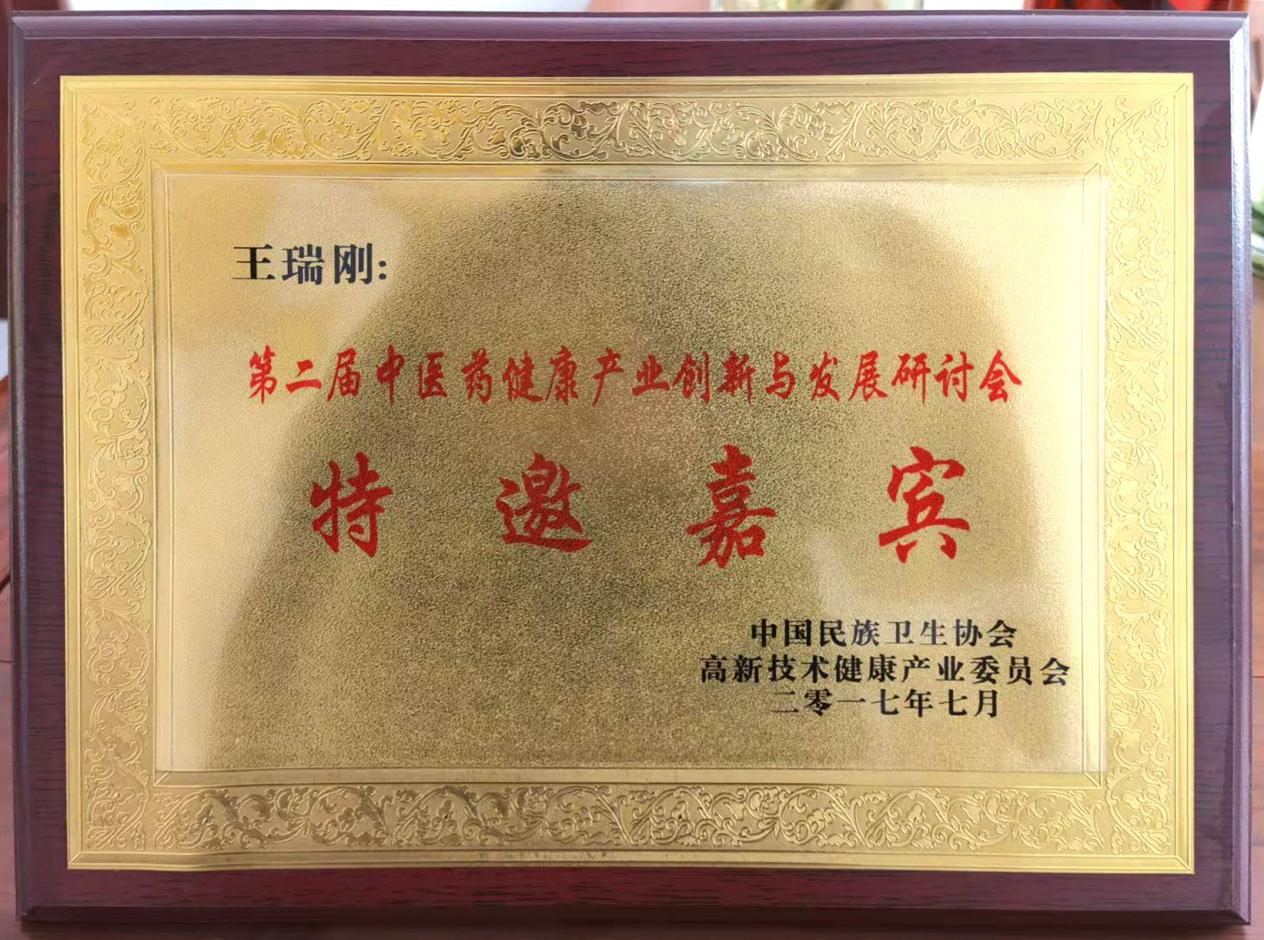 王瑞刚:
第二届中医药健康产业创新与发展研讨会
特邀嘉宾
中国民族卫生协会
高新技术健康产业委员会
二零一七年七月